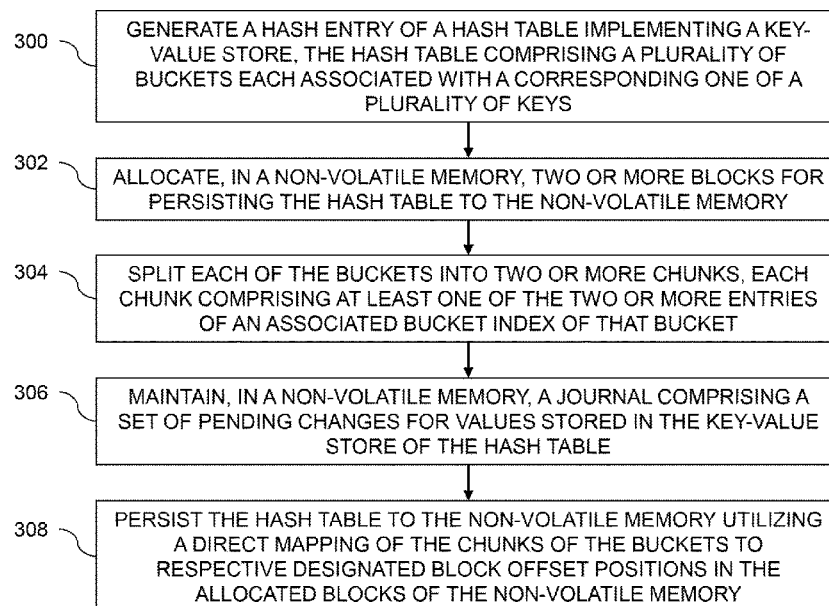 300
GENERATE A HASH ENTRY OF A HASH TABLE IMPLEMENTING A KEY-
VALUE STORE, THE HASH TABLE COMPRISING A PLURALITY OF
BUCKETS EACH ASSOCIATED WITH A CORRESPONDING ONE OF A
PLURALITY OF KEYS
302
ALLOCATE, IN A NON-VOLATILE MEMORY, TWO OR MORE BLOCKS FOR
PERSISTING THE HASH TABLE TO THE NON-VOLATILE MEMORY
304
SPLIT EACH OF THE BUCKETS INTO TWO OR MORE CHUNKS, EACH
CHUNK COMPRISING AT LEAST ONE OF THE TWO OR MORE ENTRIES
OF AN ASSOCIATED BUCKET INDEX OF THAT BUCKET
306
MAINTAIN, IN A NON-VOLATILE MEMORY, A JOURNAL COMPRISING A
SET OF PENDING CHANGES FOR VALUES STORED IN THE KEY-VALUE
STORE OF THE HASH TABLE
308
PERSIST THE HASH TABLE TO THE NON-VOLATILE MEMORY UTILIZING
A DIRECT MAPPING OF THE CHUNKS OF THE BUCKETS TO
RESPECTIVE DESIGNATED BLOCK OFFSET POSITIONS IN THE
ALLOCATED BLOCKS OF THE NON-VOLATILE MEMORY